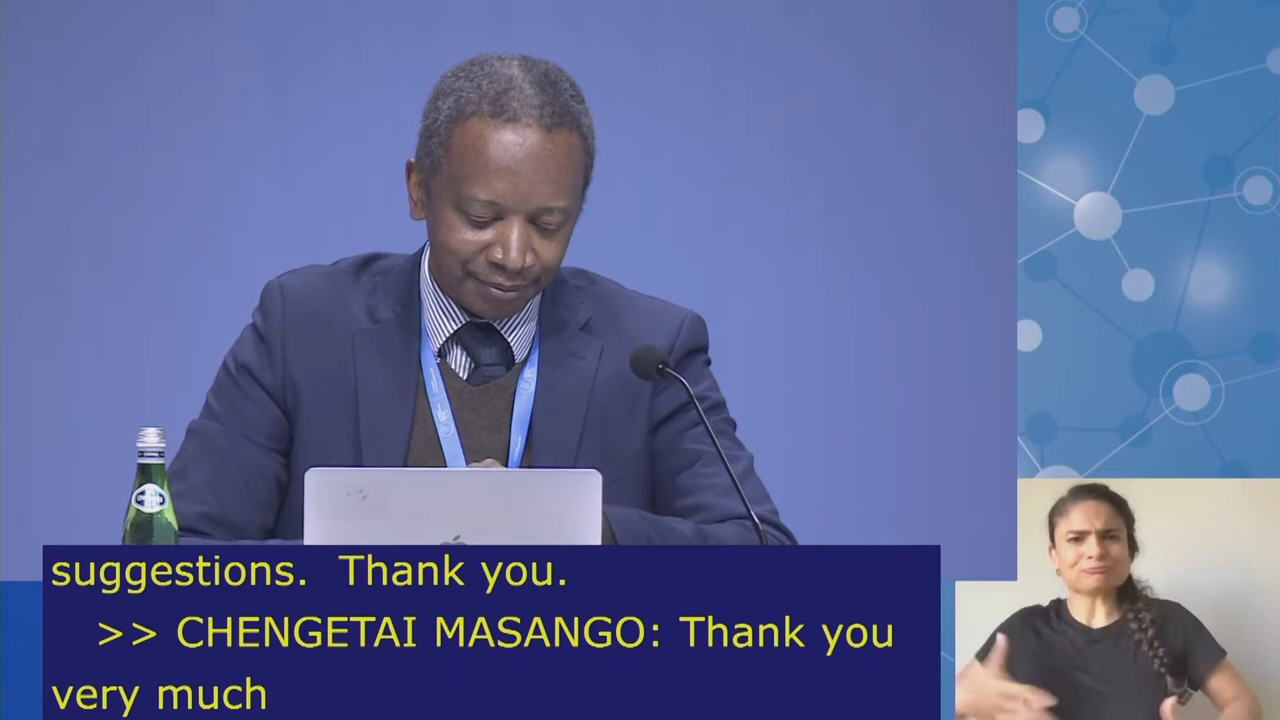 suggestions.  Thank you.
>> CHENGETAI MASANGO: Thank you
very much